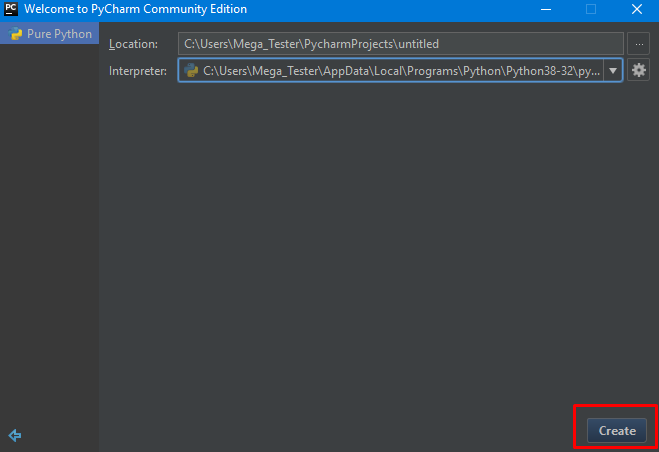 PC Welcome to PyCharm Community Edition
Pure Python
Location: C:\Users\Mega_Tester\PycharmProjects\untitled ...
Interpreter: C:\Users\Mega_Tester\AppData\Local\Programs\Python\Python38-32\py...
Create